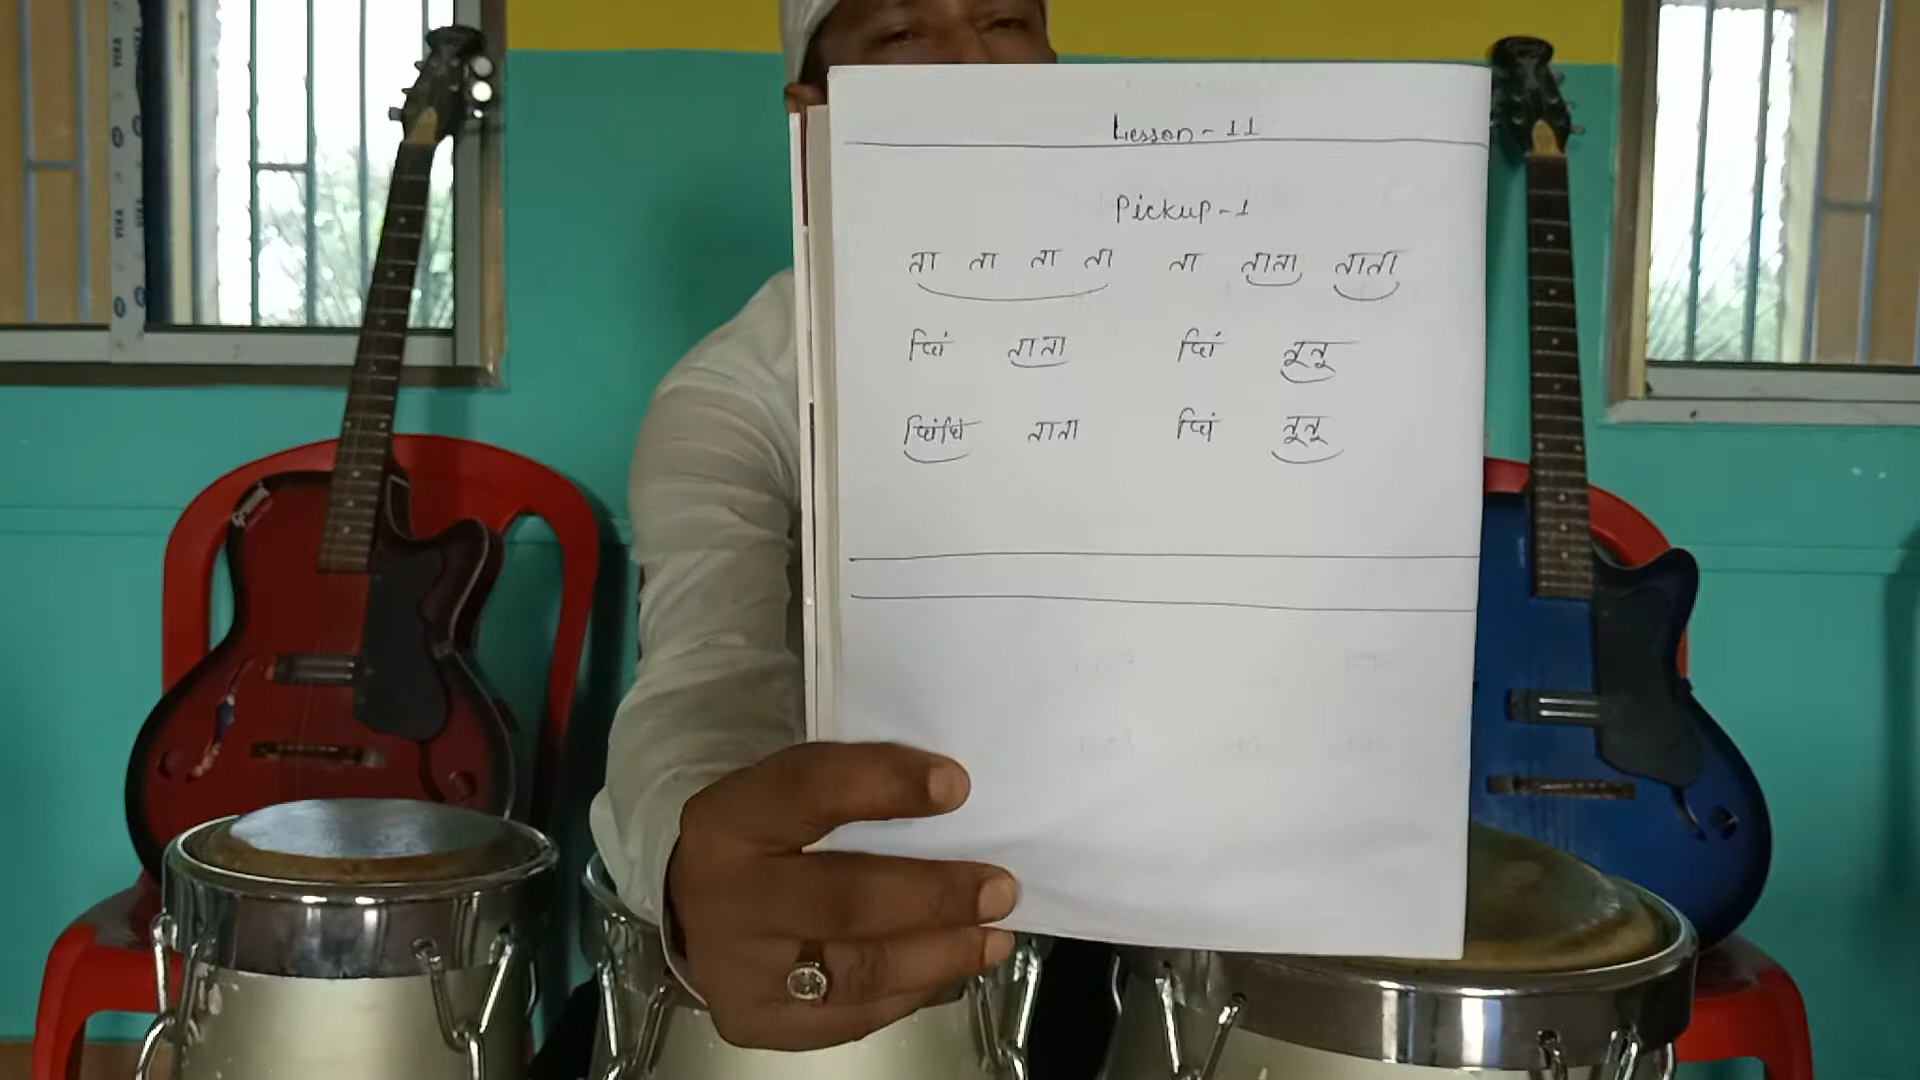 Lesson - 11
Pickup - 1
ता ता ता ता ता ताता ताता
धिं ताता धिं तूतू
धिंधिं ताता धिं तूतू